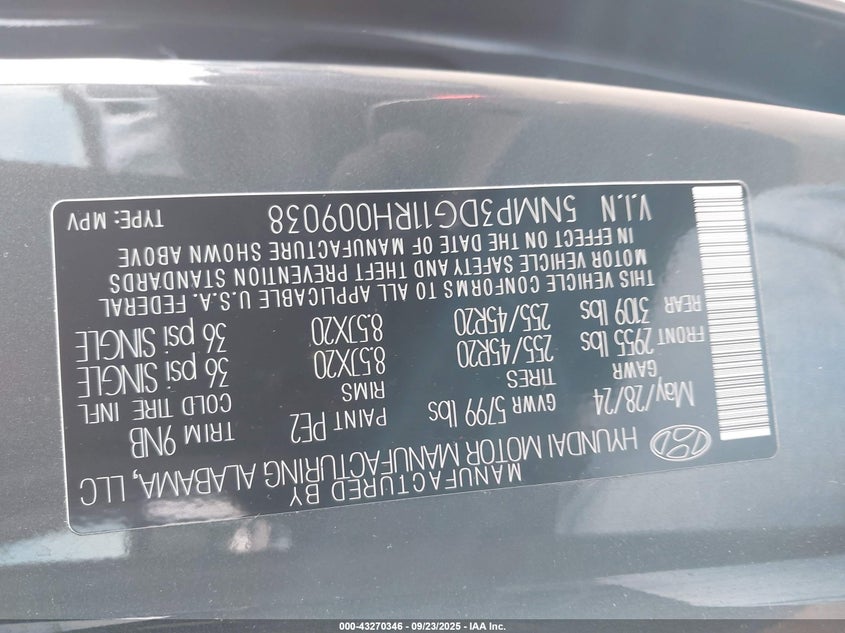 MANUFACTURED BY
HYUNDAI MOTOR MANUFACTURING ALABAMA, LLC
May/28/24 GVWR 5799 lbs PAINT PE2 TRIM 9NB
GAWR TIRES RIMS COLD TIRE INFL
FRONT 2955 lbs 255/45R20 8.5JX20 36 psi SINGLE
REAR 3109 lbs 255/45R20 8.5JX20 36 psi SINGLE
THIS VEHICLE CONFORMS TO ALL APPLICABLE U.S.A. FEDERAL
MOTOR VEHICLE SAFETY AND THEFT PREVENTION STANDARDS
IN EFFECT ON THE DATE OF MANUFACTURE SHOWN ABOVE
V.I.N 5NMP3DG11RH009038 TYPE: MPV
000-43270346 - 09/23/2025 - IAA Inc.